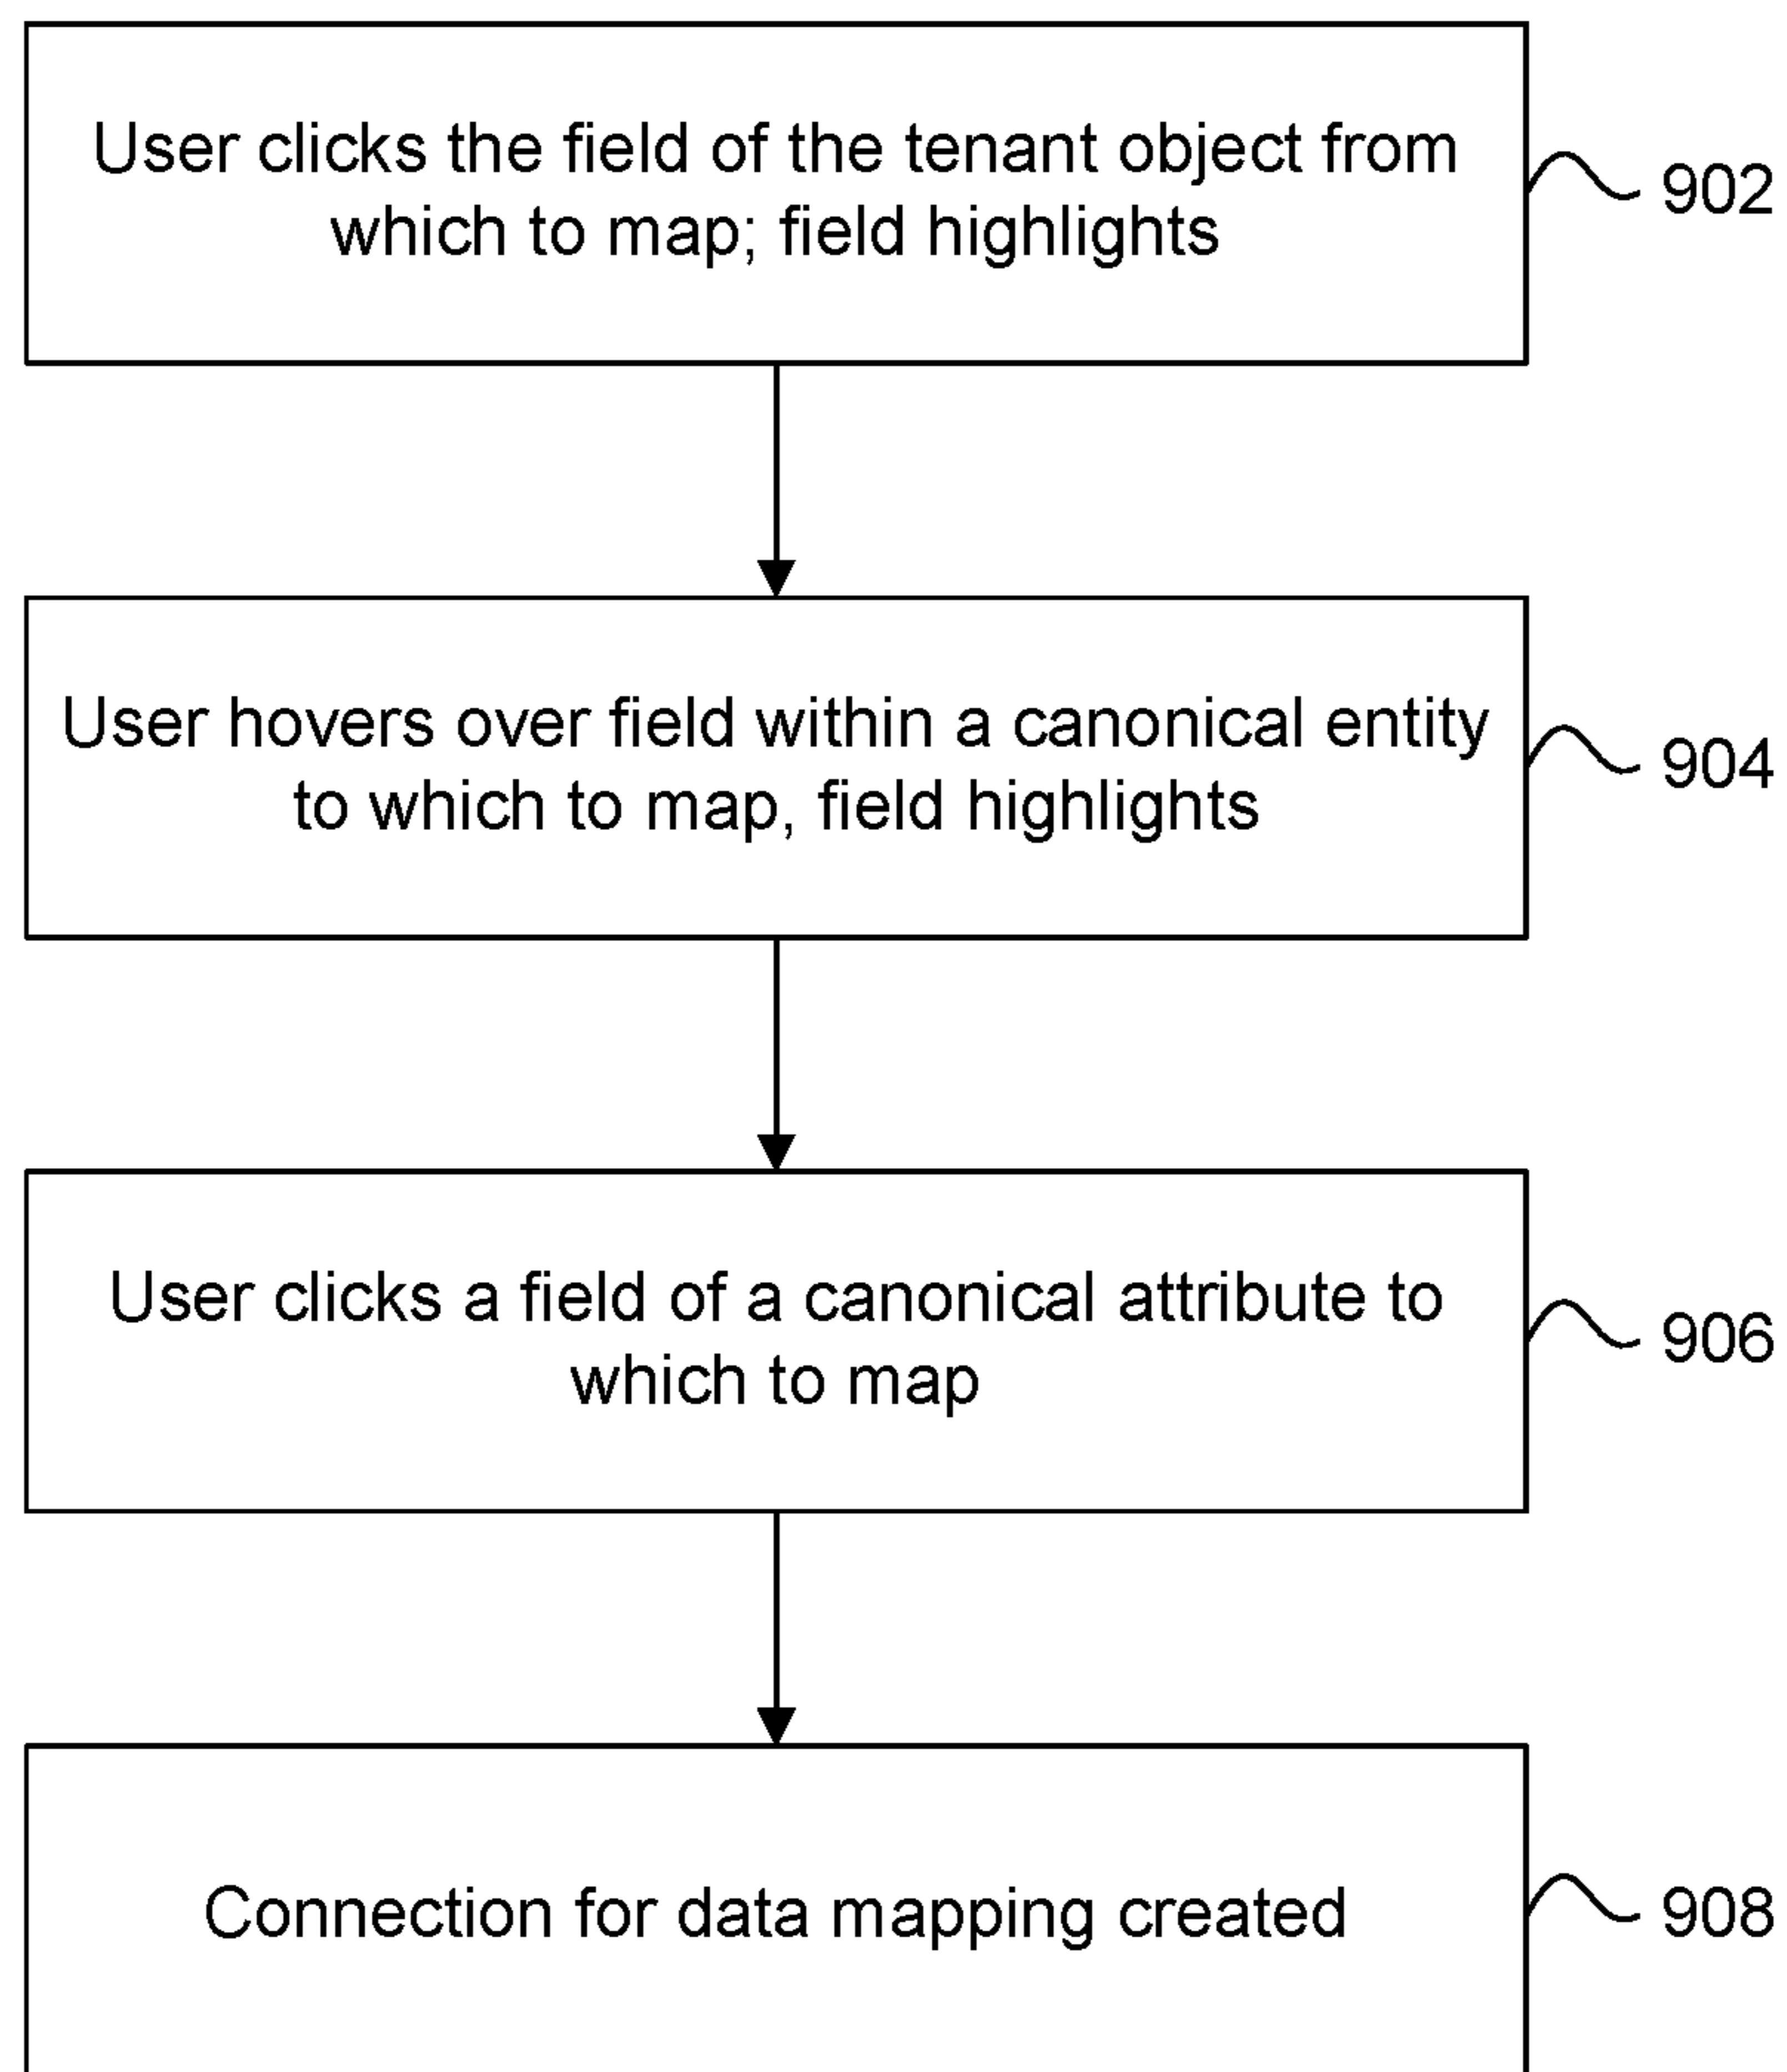 User clicks the field of the tenant object from
which to map; field highlights
902
User hovers over field within a canonical entity
to which to map, field highlights
904
User clicks a field of a canonical attribute to
which to map
906
Connection for data mapping created
908